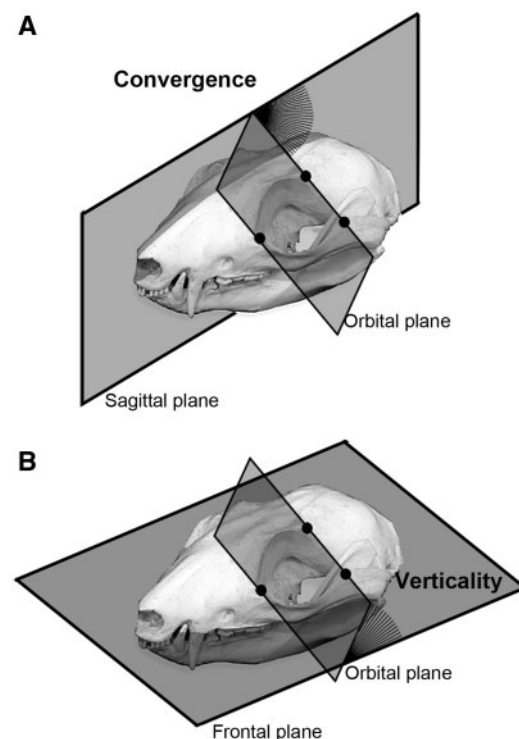 A
Convergence
Orbital plane
Sagittal plane
B
Verticality
Orbital plane
Frontal plane